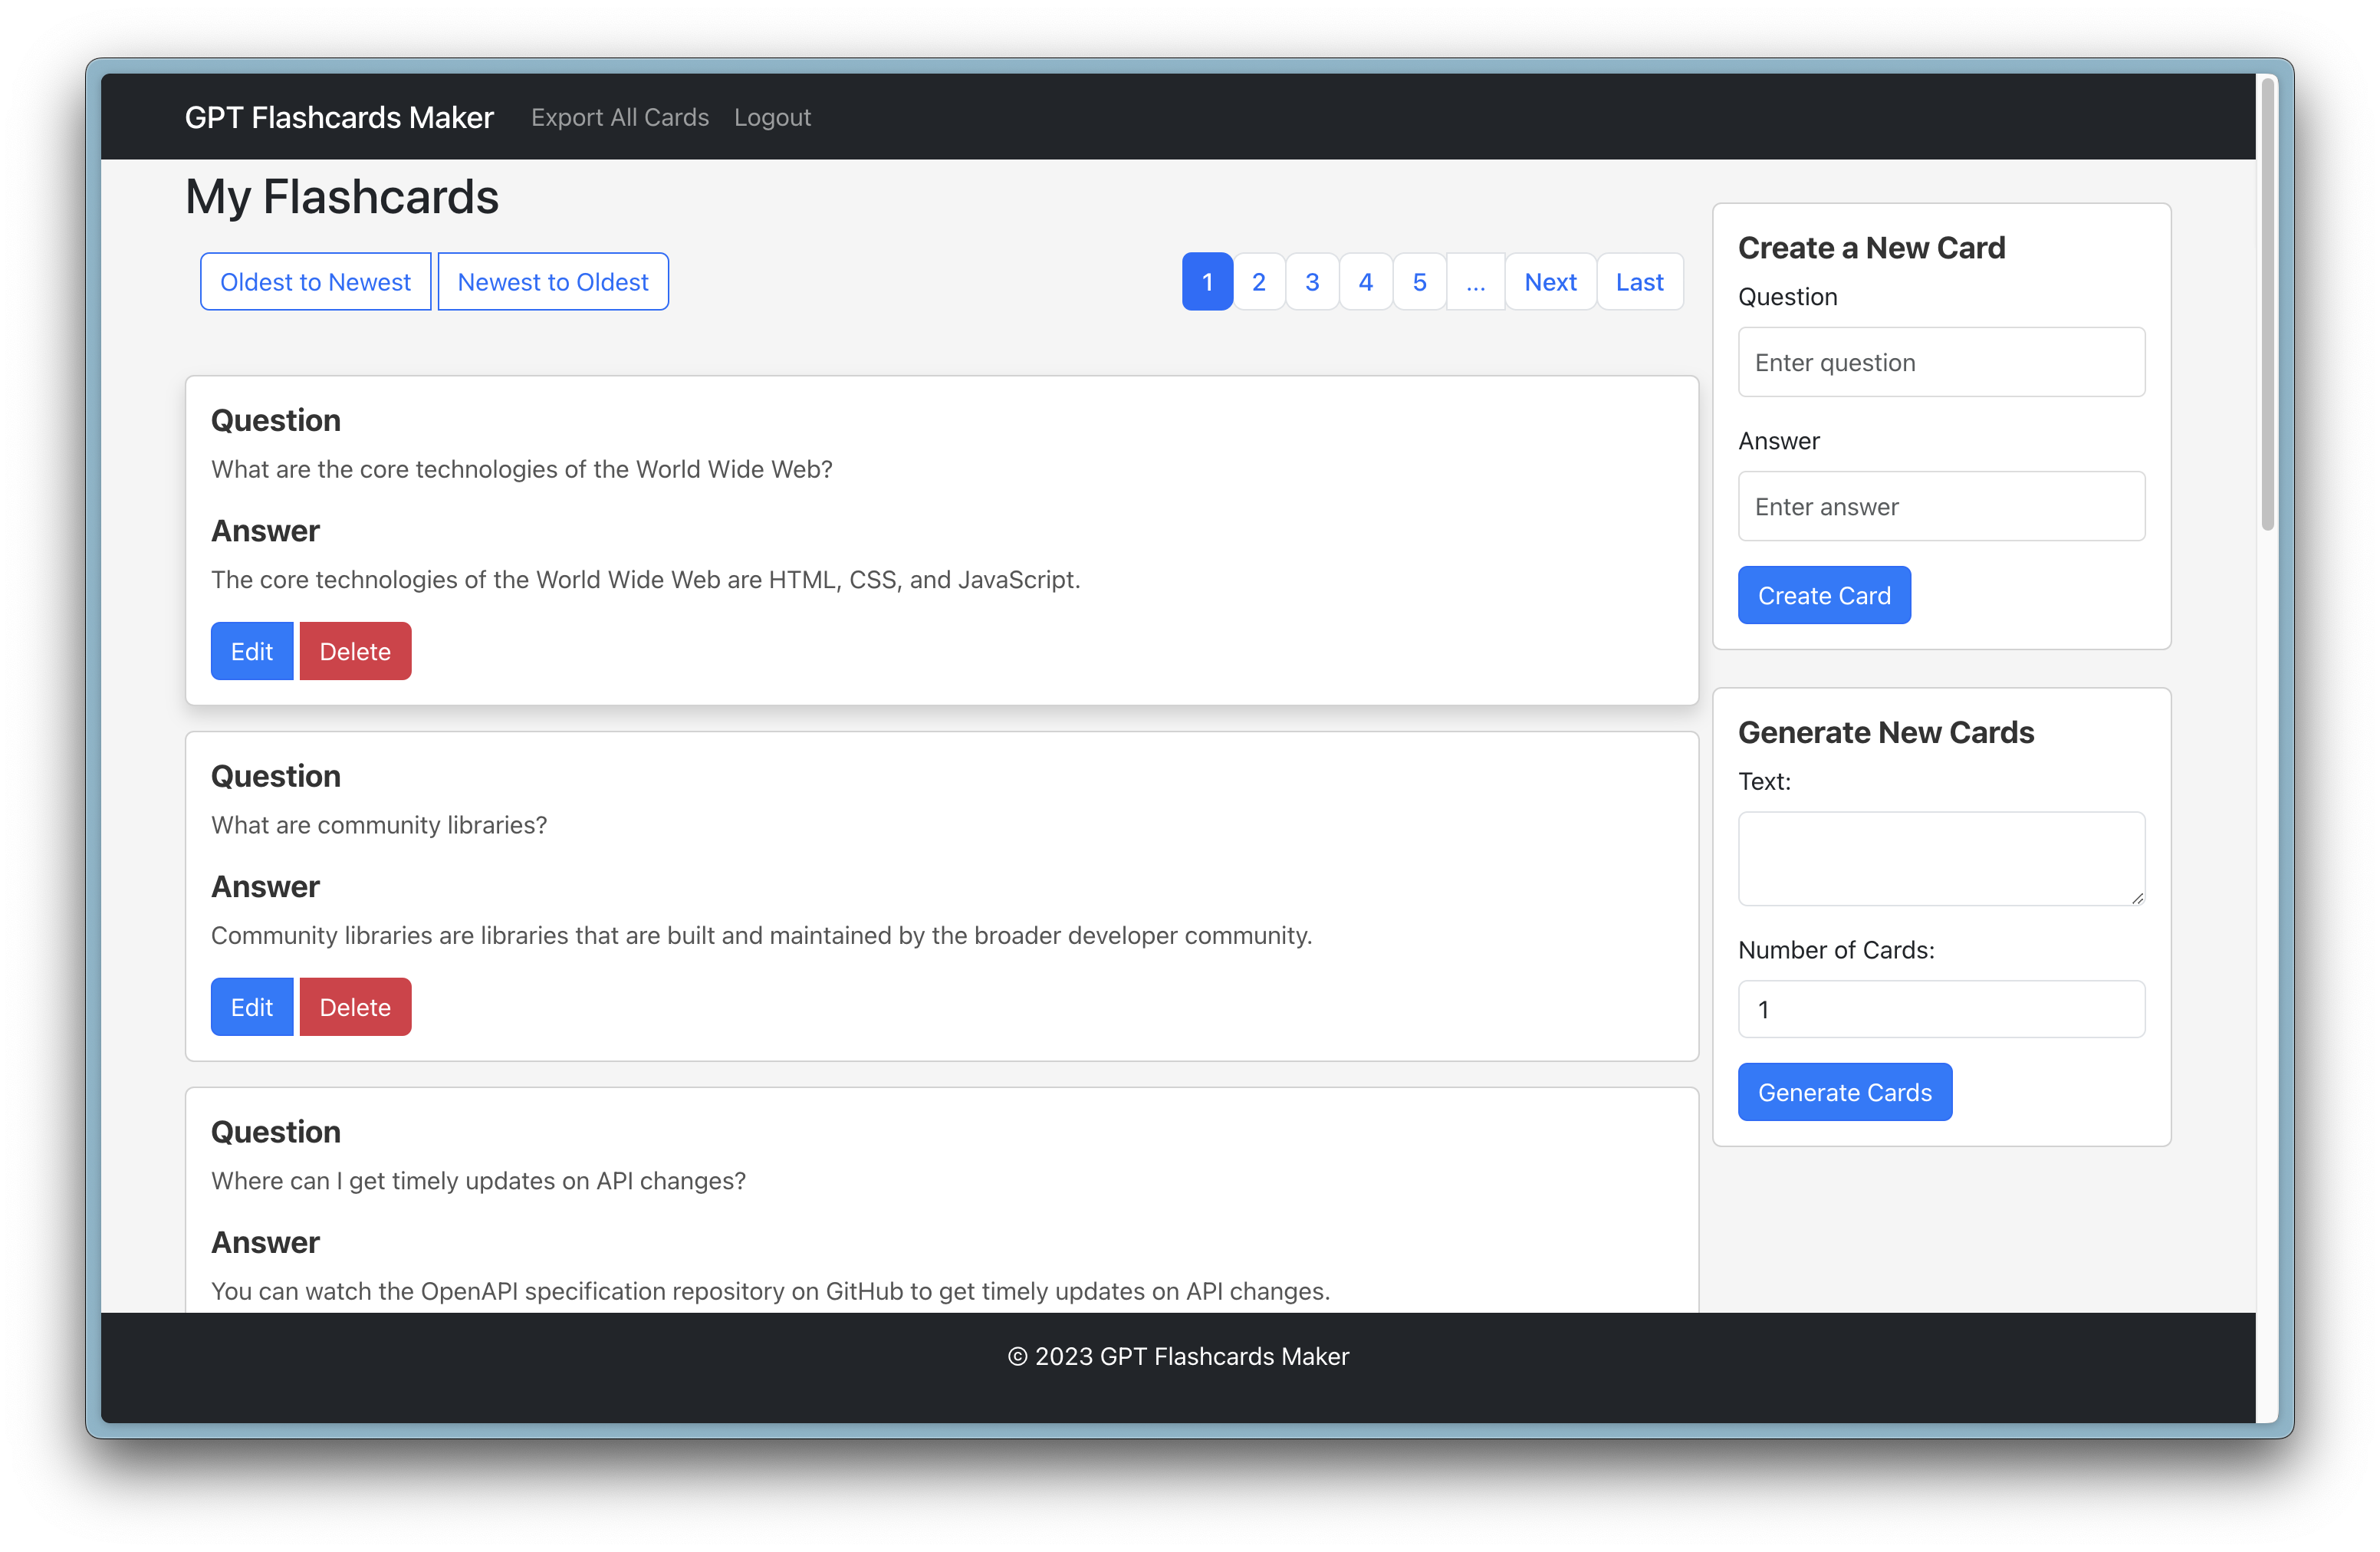 GPT Flashcards Maker Export All Cards Logout
My Flashcards
Oldest to Newest Newest to Oldest
1 2 3 4 5 ... Next Last
Question
What are the core technologies of the World Wide Web?
Answer
The core technologies of the World Wide Web are HTML, CSS, and JavaScript.
Edit Delete
Question
What are community libraries?
Answer
Community libraries are libraries that are built and maintained by the broader developer community.
Edit Delete
Question
Where can I get timely updates on API changes?
Answer
You can watch the OpenAPI specification repository on GitHub to get timely updates on API changes.
Create a New Card
Question
Enter question
Answer
Enter answer
Create Card
Generate New Cards
Text:
Number of Cards:
1
Generate Cards
© 2023 GPT Flashcards Maker